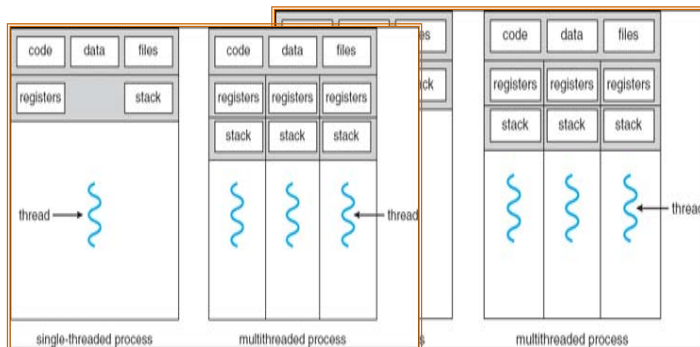 code data files
registers stack
thread
single-threaded process
code data files
registers registers registers
stack stack stack
thread
multithreaded process
code data files
registers registers registers
stack stack stack
thread
multithreaded process